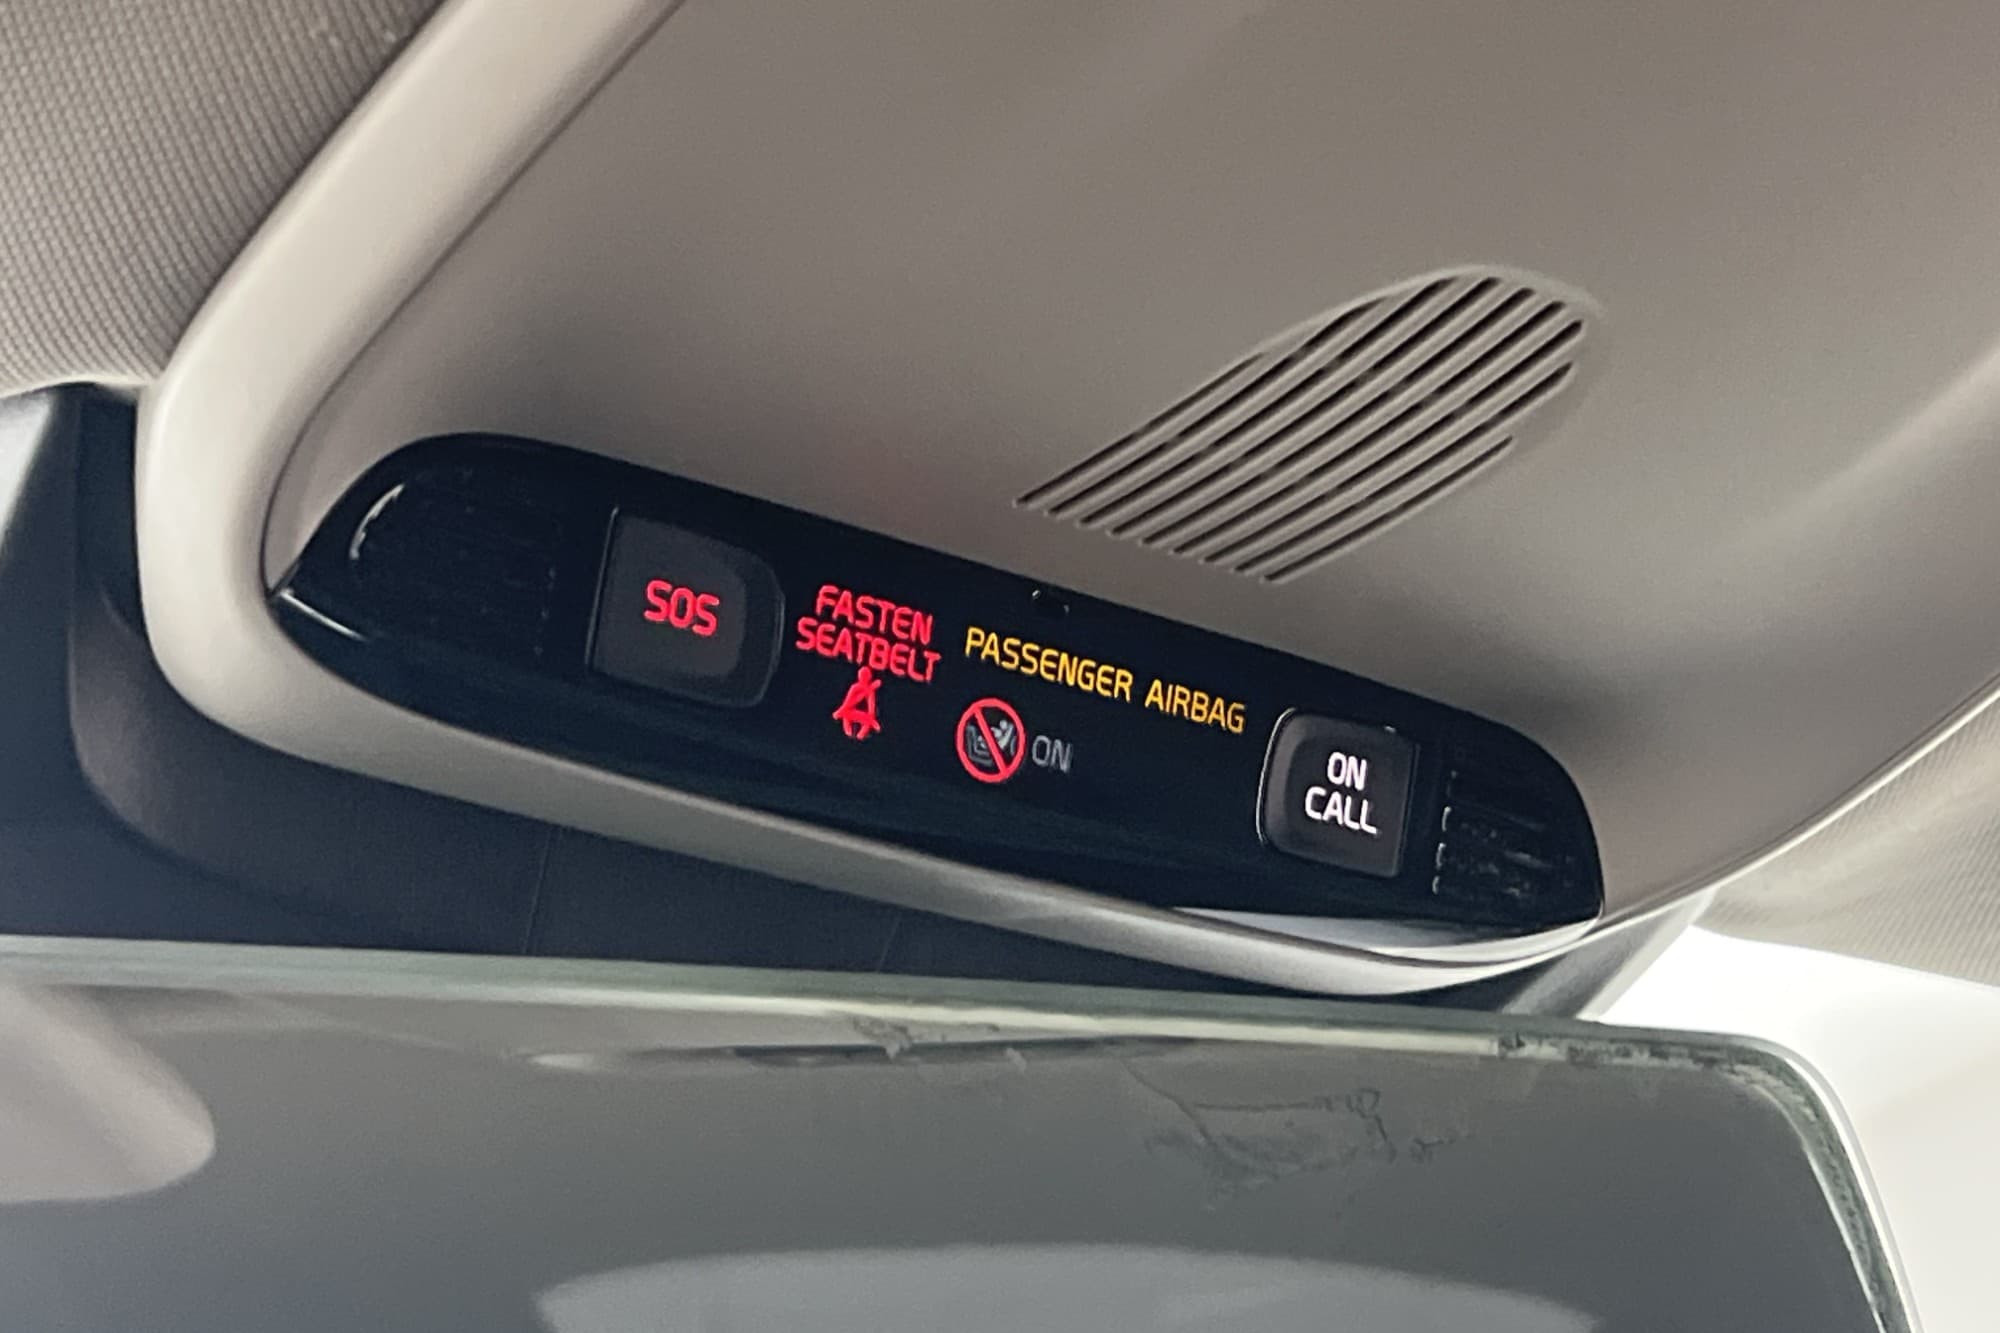 SOS
FASTEN
SEATBELT
PASSENGER AIRBAG
ON
ON
CALL